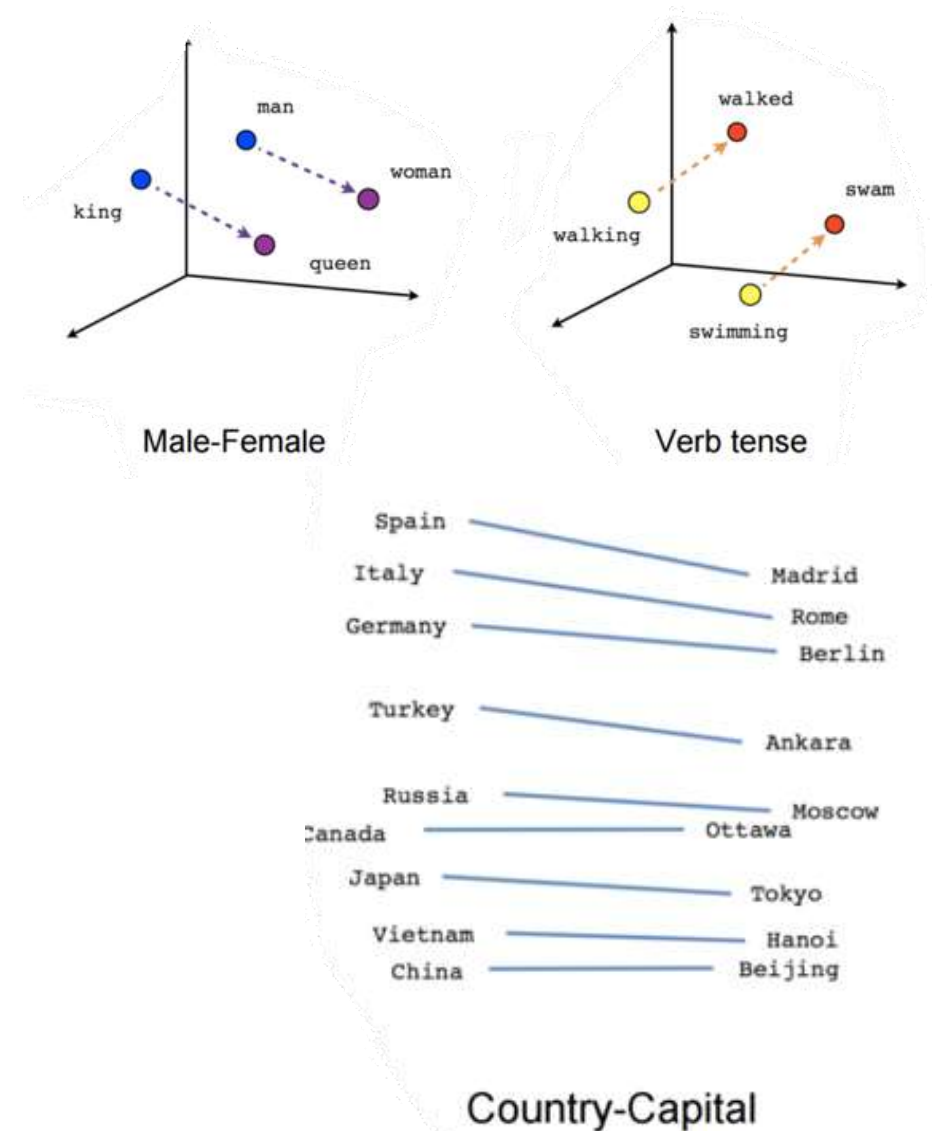 man
woman
king
queen
Male-Female
walked
swam
walking
swimming
Verb tense
Spain
Madrid
Italy
Rome
Germany
Berlin
Turkey
Ankara
Russia
Moscow
Canada
Ottawa
Japan
Tokyo
Vietnam
Hanoi
China
Beijing
Country-Capital